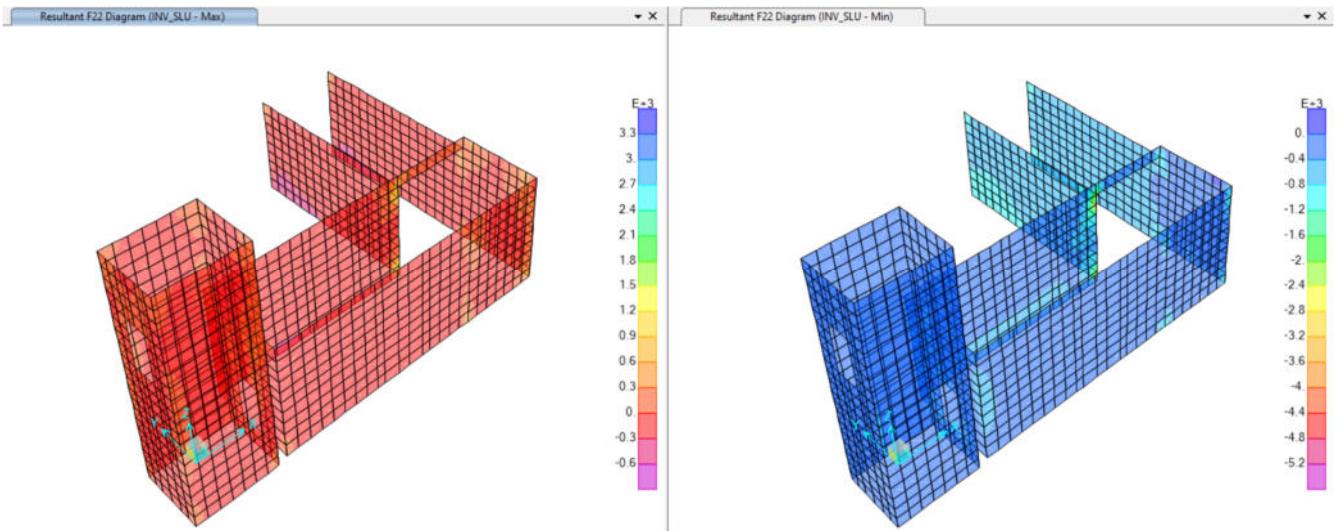 Resultant F22 Diagram (INV_SLU - Max)
Resultant F22 Diagram (INV_SLU - Min)
E+3
3.3
3.
2.7
2.4
2.1
1.8
1.5
1.2
0.9
0.6
0.3
0.
-0.3
-0.6
Y
Z
X
E+3
0.
-0.4
-0.8
-1.2
-1.6
-2.
-2.4
-2.8
-3.2
-3.6
-4.
-4.4
-4.8
-5.2
Y
Z
X